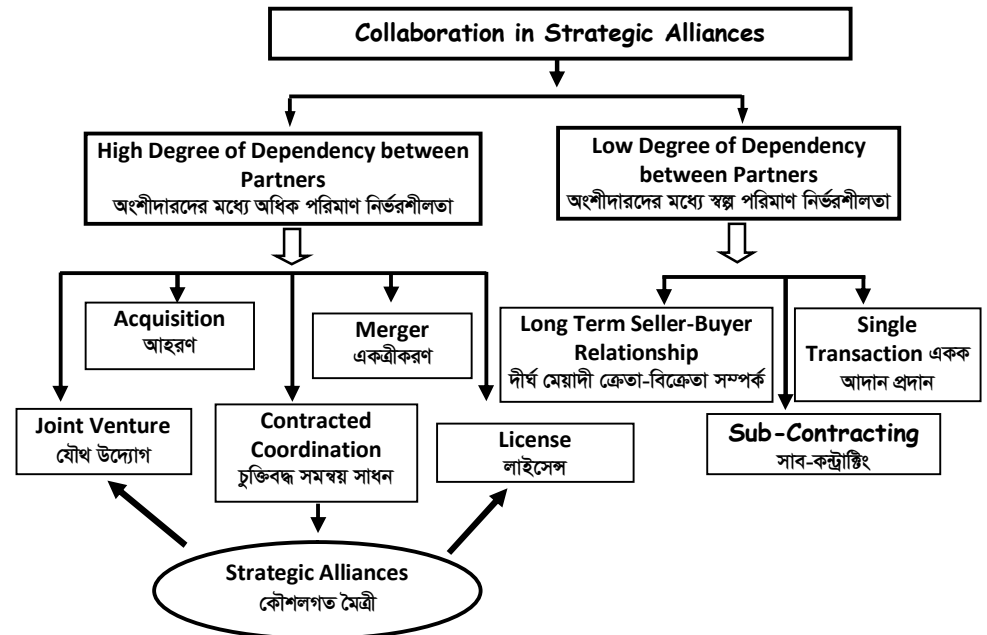 Collaboration in Strategic Alliances
High Degree of Dependency between
Partners
অংশীদারদের মধ্যে অধিক পরিমাণ নির্ভরশীলতা
Low Degree of Dependency
between Partners
অংশীদারদের মধ্যে স্বল্প পরিমাণ নির্ভরশীলতা
Acquisition
আহরণ
Merger
একত্রীকরণ
Long Term Seller-Buyer
Relationship
দীর্ঘ মেয়াদী ক্রেতা-বিক্রেতা সম্পর্ক
Single
Transaction একক
আদান প্রদান
Joint Venture
যৌথ উদ্যোগ
Contracted
Coordination
চুক্তিবদ্ধ সমন্বয় সাধন
License
লাইসেন্স
Sub-Contracting
সাব-কন্ট্রাক্টিং
Strategic Alliances
কৌশলগত মৈত্রী